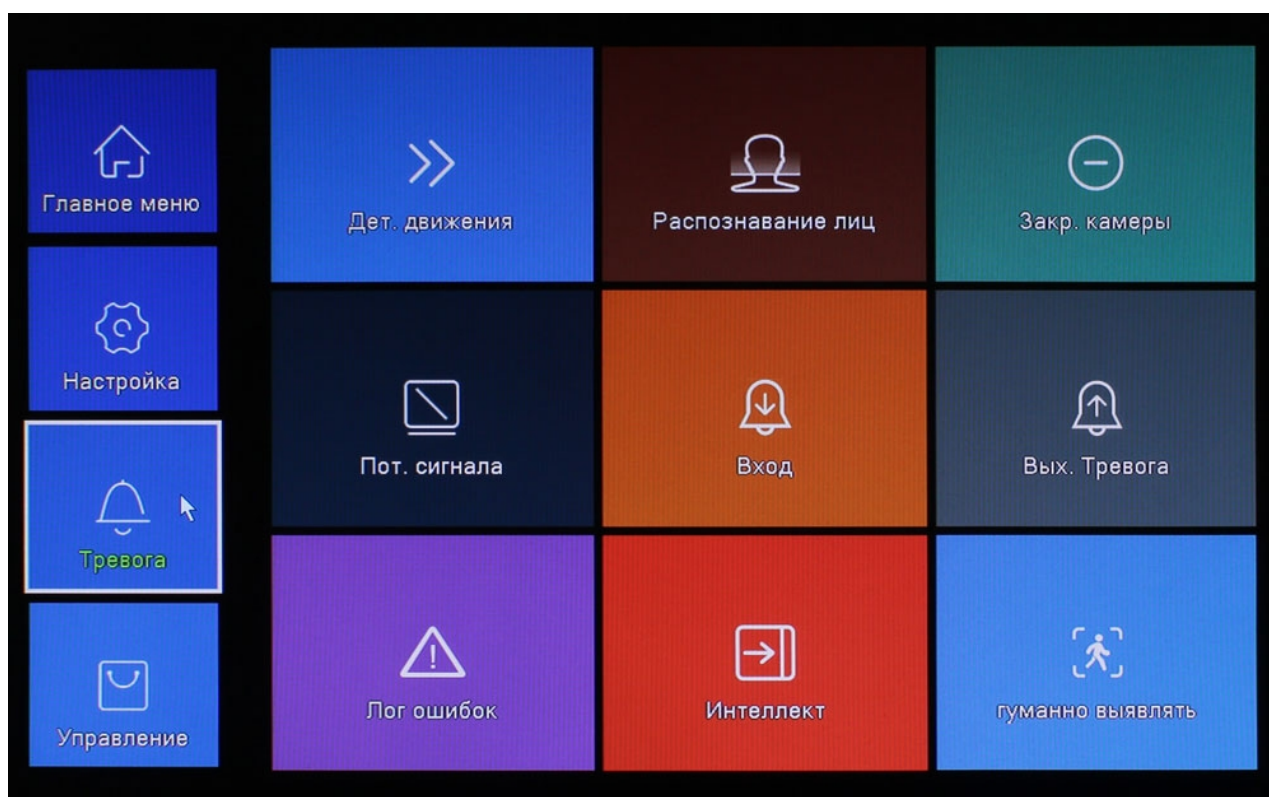 Главное меню
Настройка
Тревога
Управление
Дет. движения
Распознавание лиц
Закр. камеры
Пот. сигнала
Вход
Вых. Тревога
Лог ошибок
Интеллект
гуманно выявлять